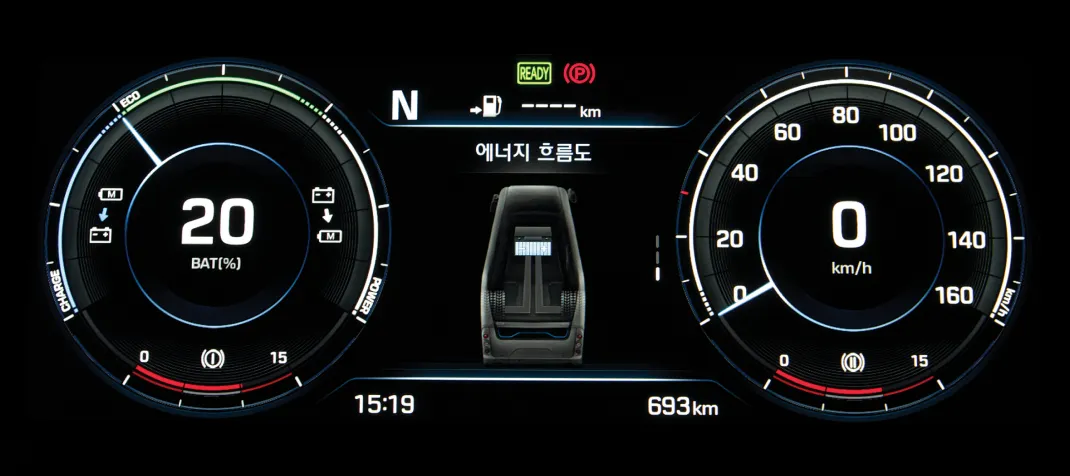 READY
P
N
---- km
에너지 흐름도
ECO
CHARGE
POWER
M
M
20
BAT(%)
0
15
0
20
40
60
80
100
120
140
160
km/h
0
km/h
0
15
15:19
693km